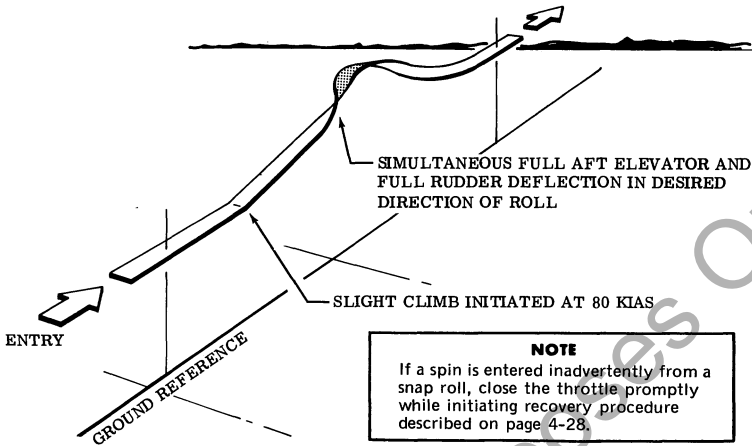 SIMULTANEOUS FULL AFT ELEVATOR AND
FULL RUDDER DEFLECTION IN DESIRED
DIRECTION OF ROLL
SLIGHT CLIMB INITIATED AT 80 KIAS
ENTRY
GROUND REFERENCE
NOTE
If a spin is entered inadvertently from a
snap roll, close the throttle promptly
while initiating recovery procedure
described on page 4-28.